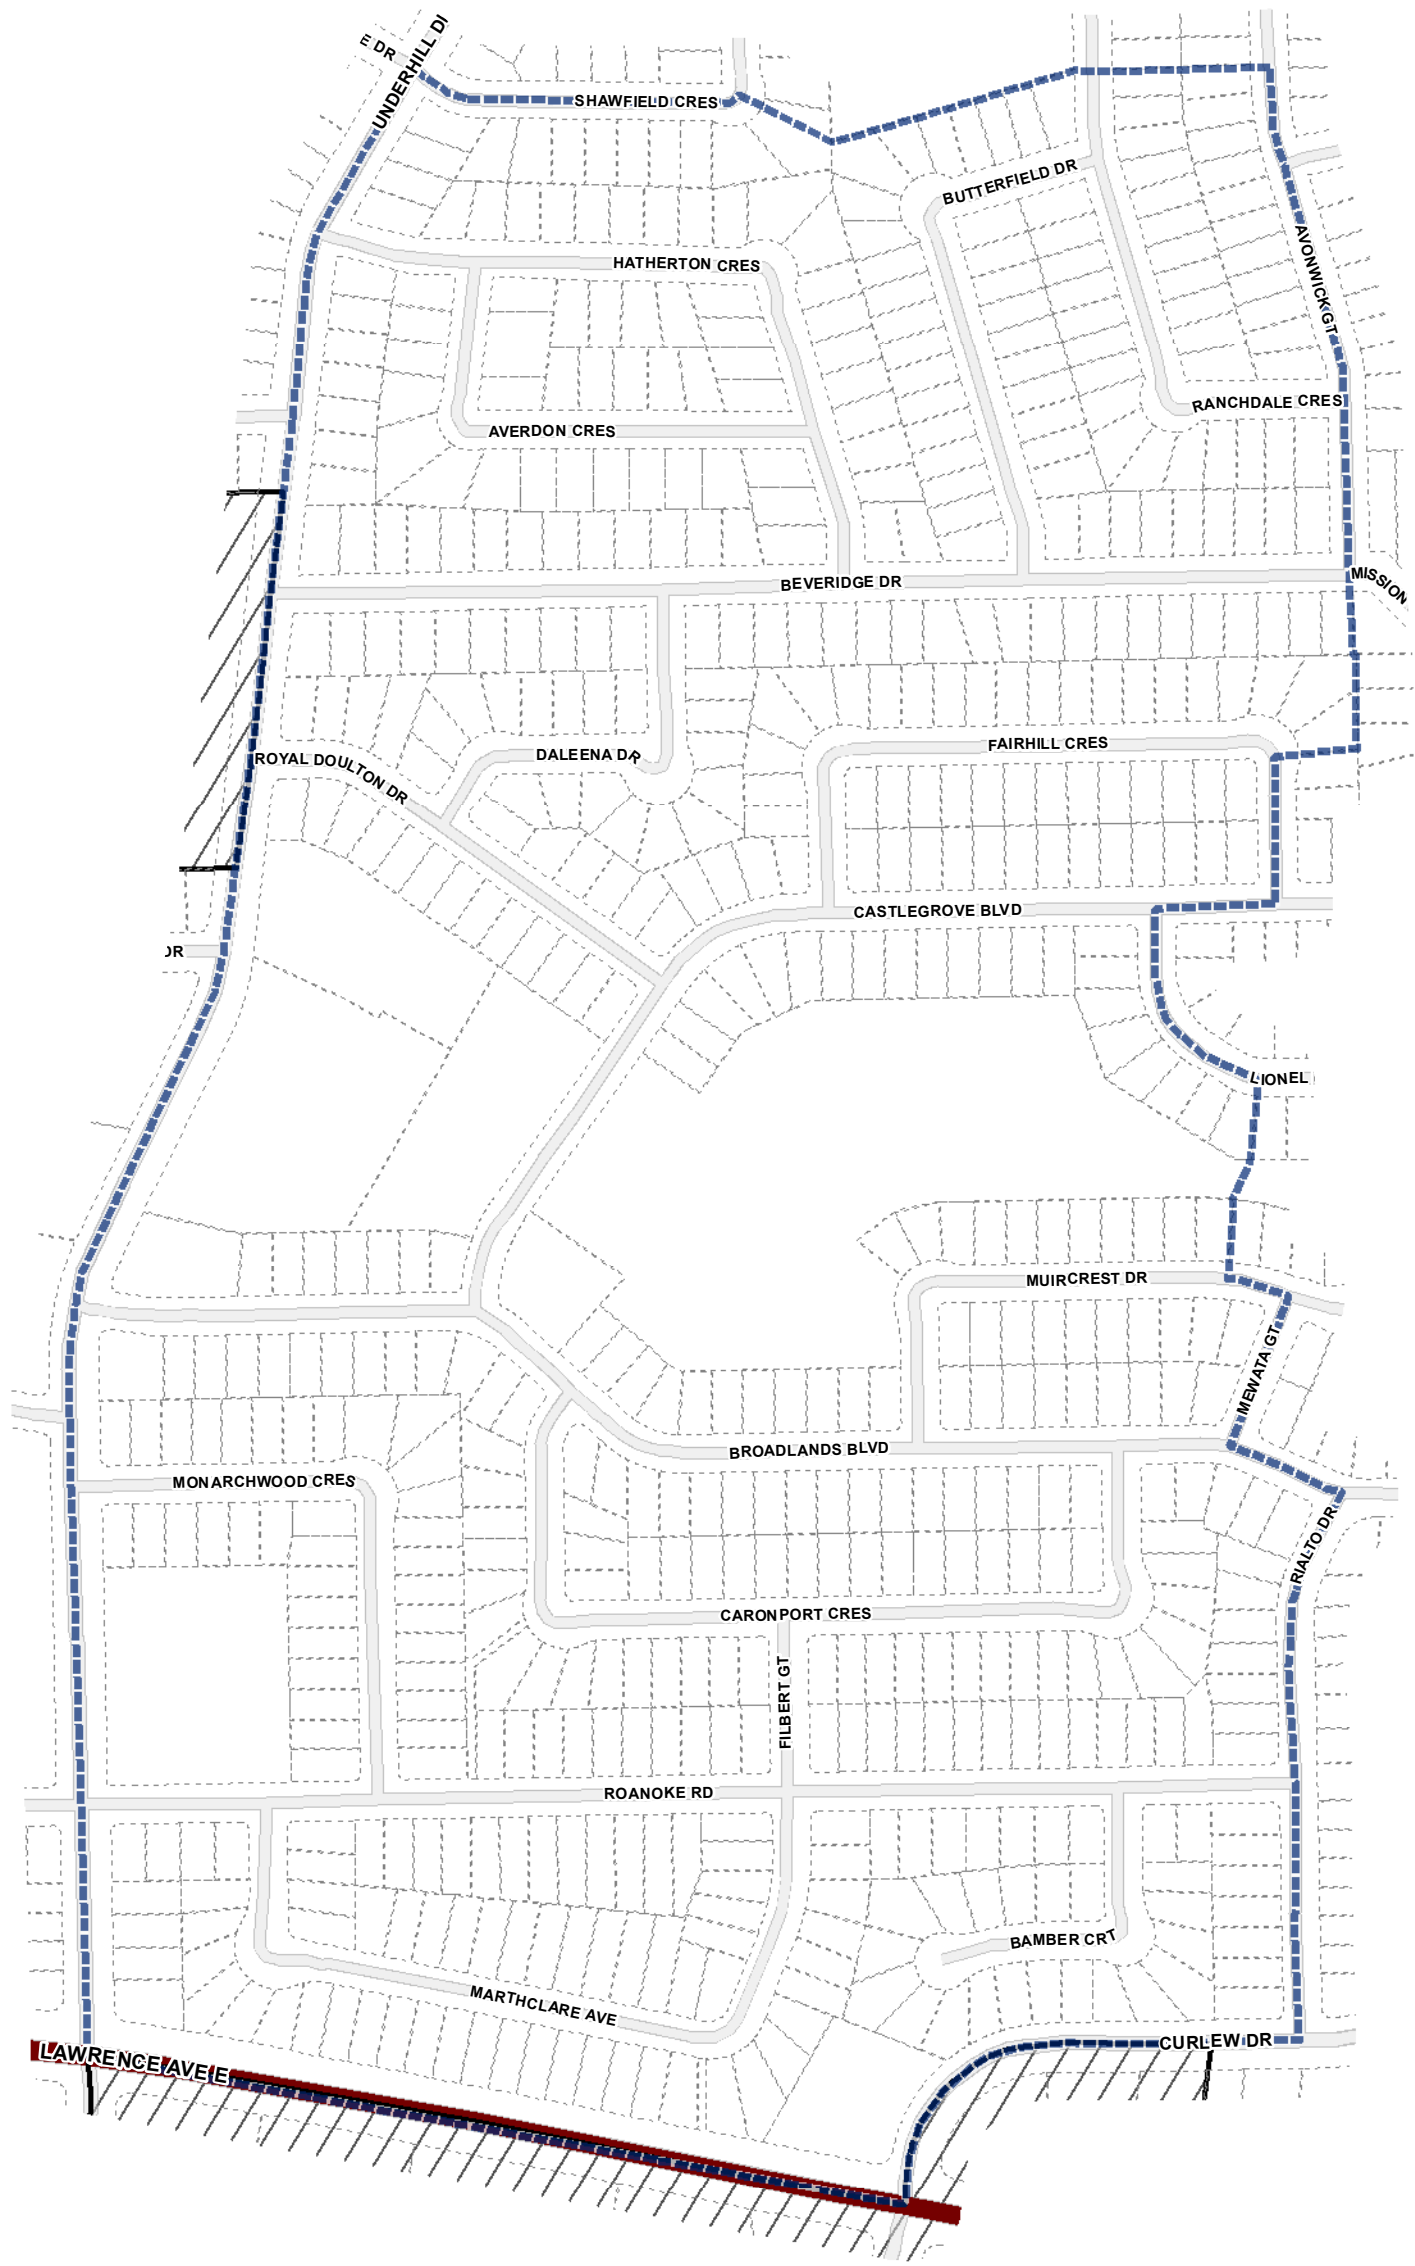 E DR
UNDERHILL DI
SHAWFIELD CRES
BUTTERFIELD DR
HATHERTON CRES
AVONWICK GT
RANCHDALE CRES
AVERDON CRES
BEVERIDGE DR
MISSION
ROYAL DOULTON DR
DALEENA DR
FAIRHILL CRES
CASTLEGROVE BLVD
DR
LIONEL
MUIRCREST DR
MEWATA GT
BROADLANDS BLVD
MONARCHWOOD CRES
RIALTO DR
CARONPORT CRES
FILBERT GT
ROANOKE RD
BAMBER CRT
MARTHCLARE AVE
CURLEW DR
LAWRENCE AVE E